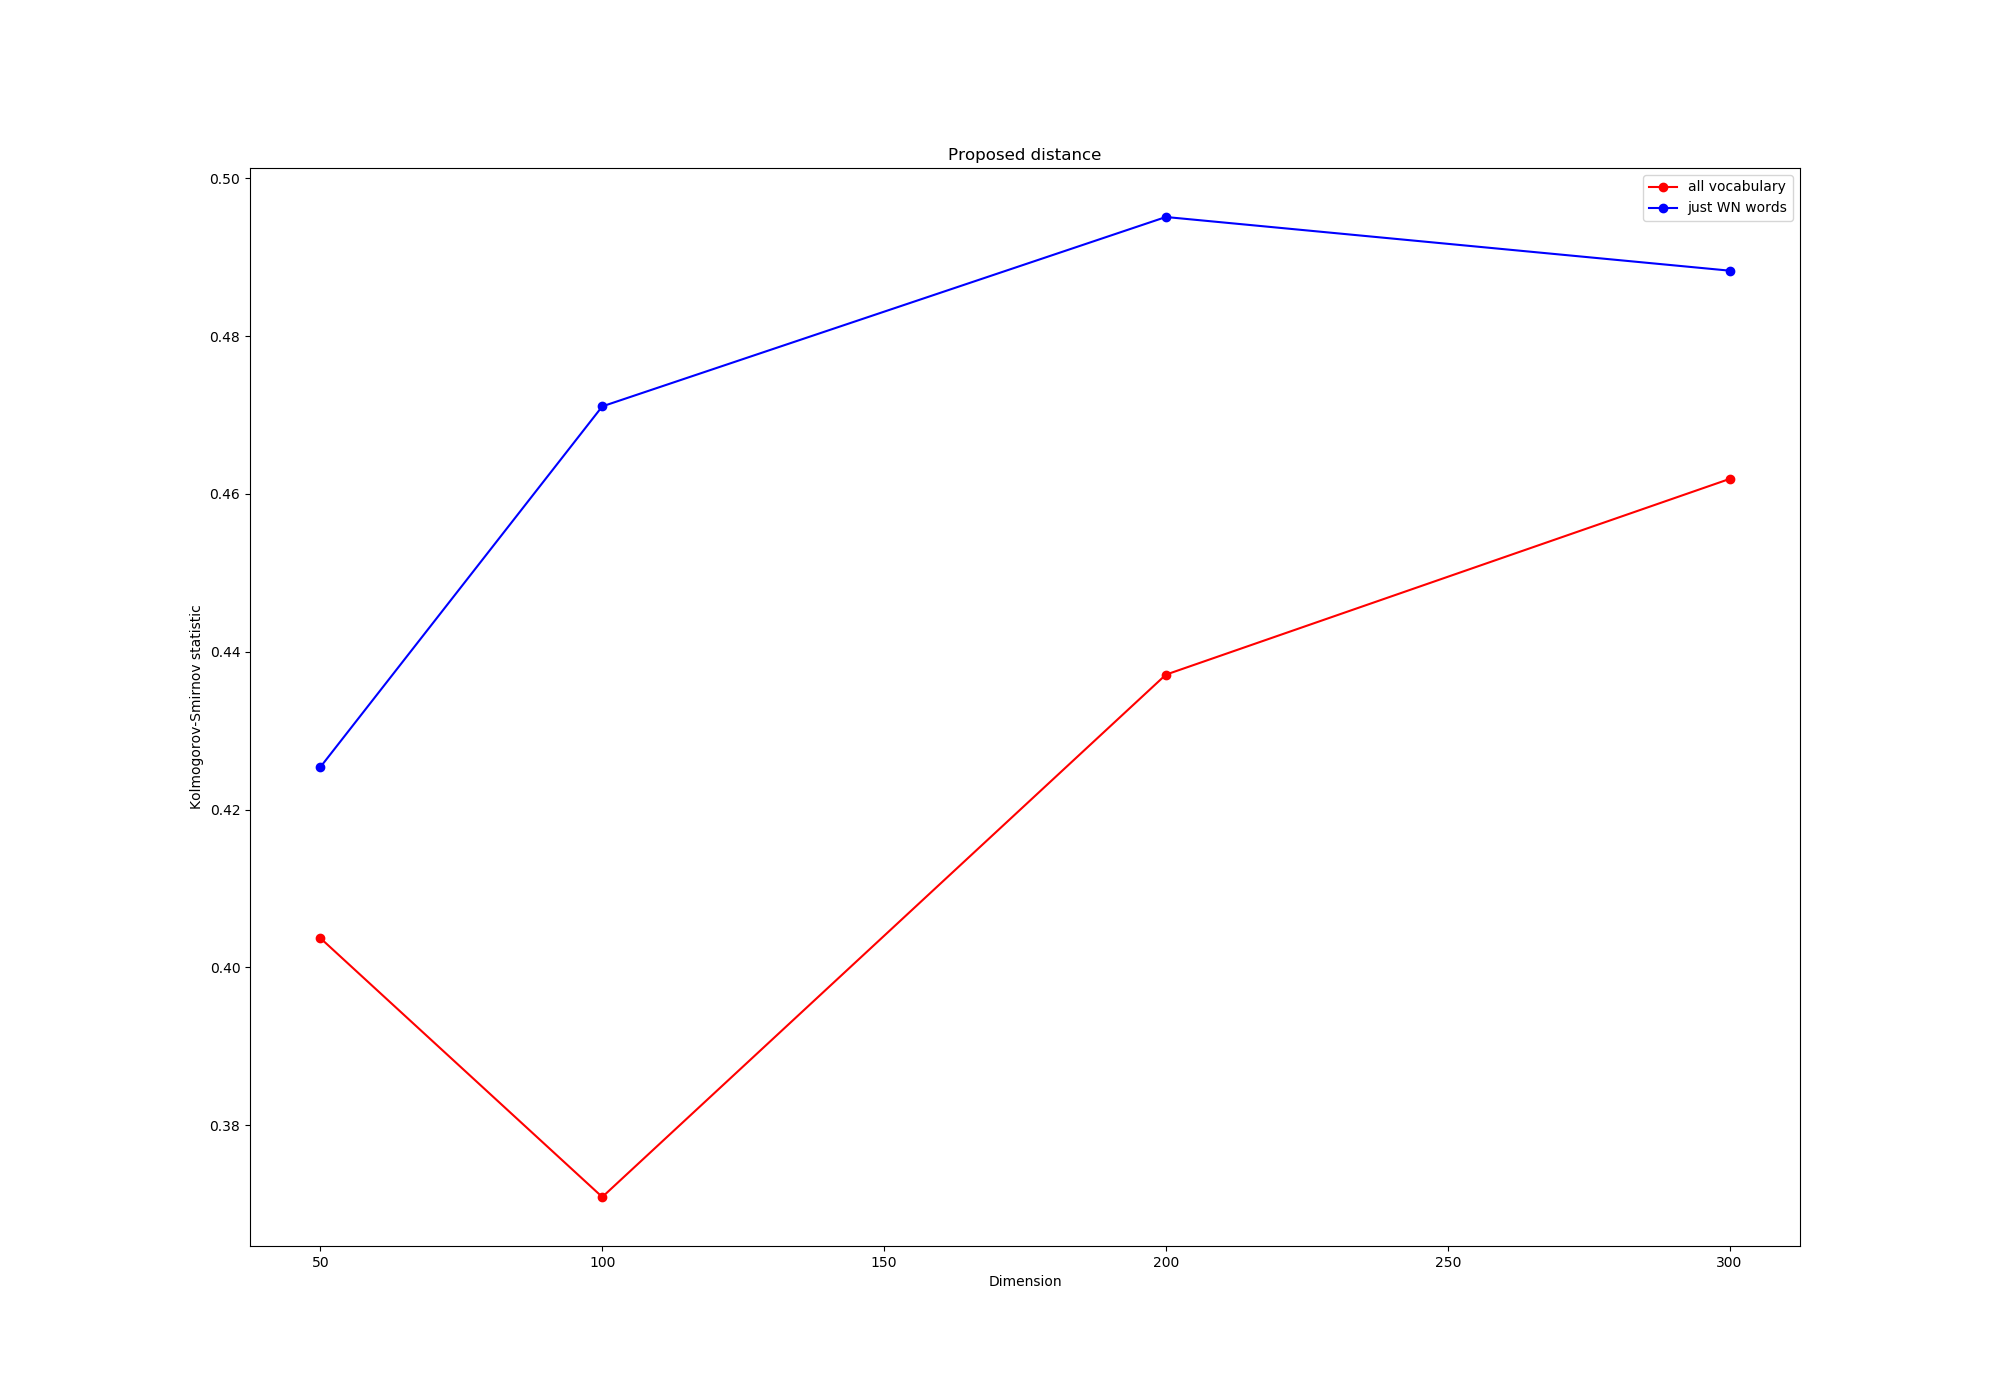 Proposed distance
all vocabulary
just WN words
0.50
0.48
0.46
0.44
0.42
0.40
0.38
Kolmogorov-Smirnov statistic
50 100 150 200 250 300
Dimension